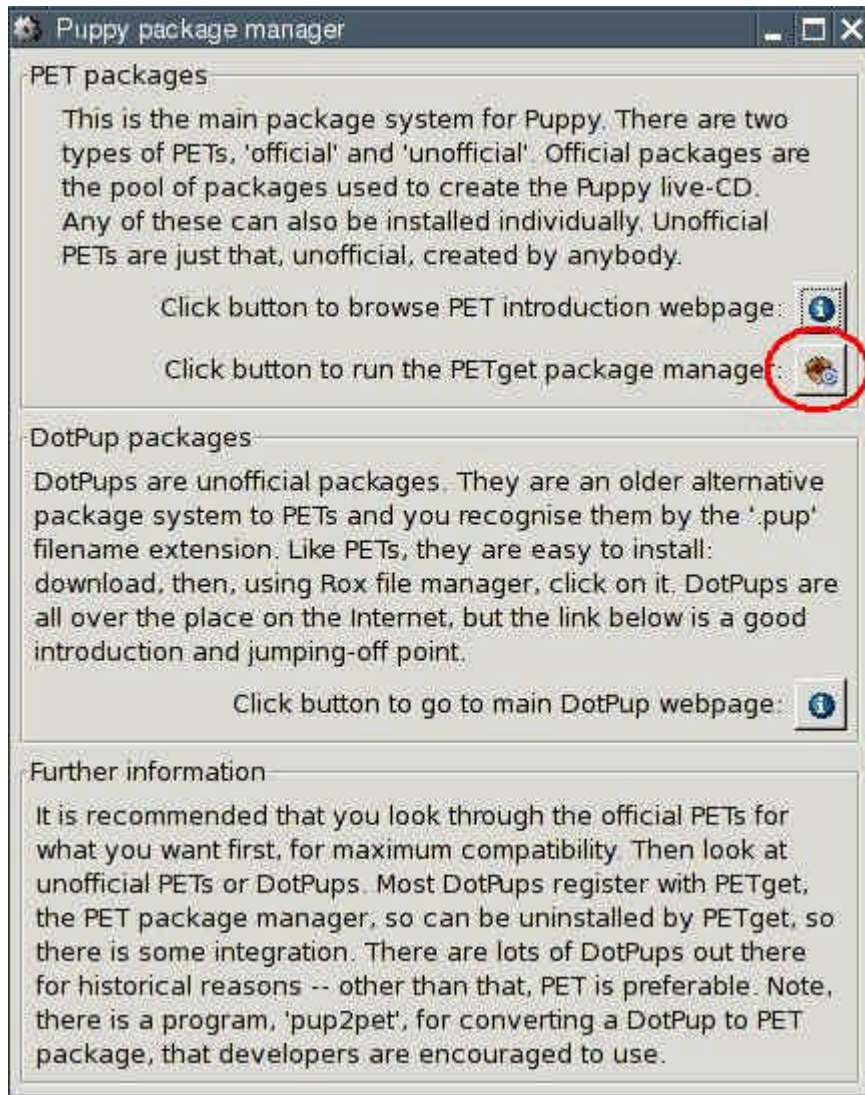 Puppy package manager
PET packages
This is the main package system for Puppy. There are two
types of PETs, 'official' and 'unofficial'. Official packages are
the pool of packages used to create the Puppy live-CD.
Any of these can also be installed individually. Unofficial
PETs are just that, unofficial, created by anybody.
Click button to browse PET introduction webpage:
Click button to run the PETget package manager:
DotPup packages
DotPups are unofficial packages. They are an older alternative
package system to PETs and you recognise them by the '.pup'
filename extension. Like PETs, they are easy to install:
download, then, using Rox file manager, click on it. DotPups are
all over the place on the Internet, but the link below is a good
introduction and jumping-off point.
Click button to go to main DotPup webpage:
Further information
It is recommended that you look through the official PETs for
what you want first, for maximum compatibility. Then look at
unofficial PETs or DotPups. Most DotPups register with PETget,
the PET package manager, so can be uninstalled by PETget, so
there is some integration. There are lots of DotPups out there
for historical reasons -- other than that, PET is preferable. Note,
there is a program, 'pup2pet', for converting a DotPup to PET
package, that developers are encouraged to use.